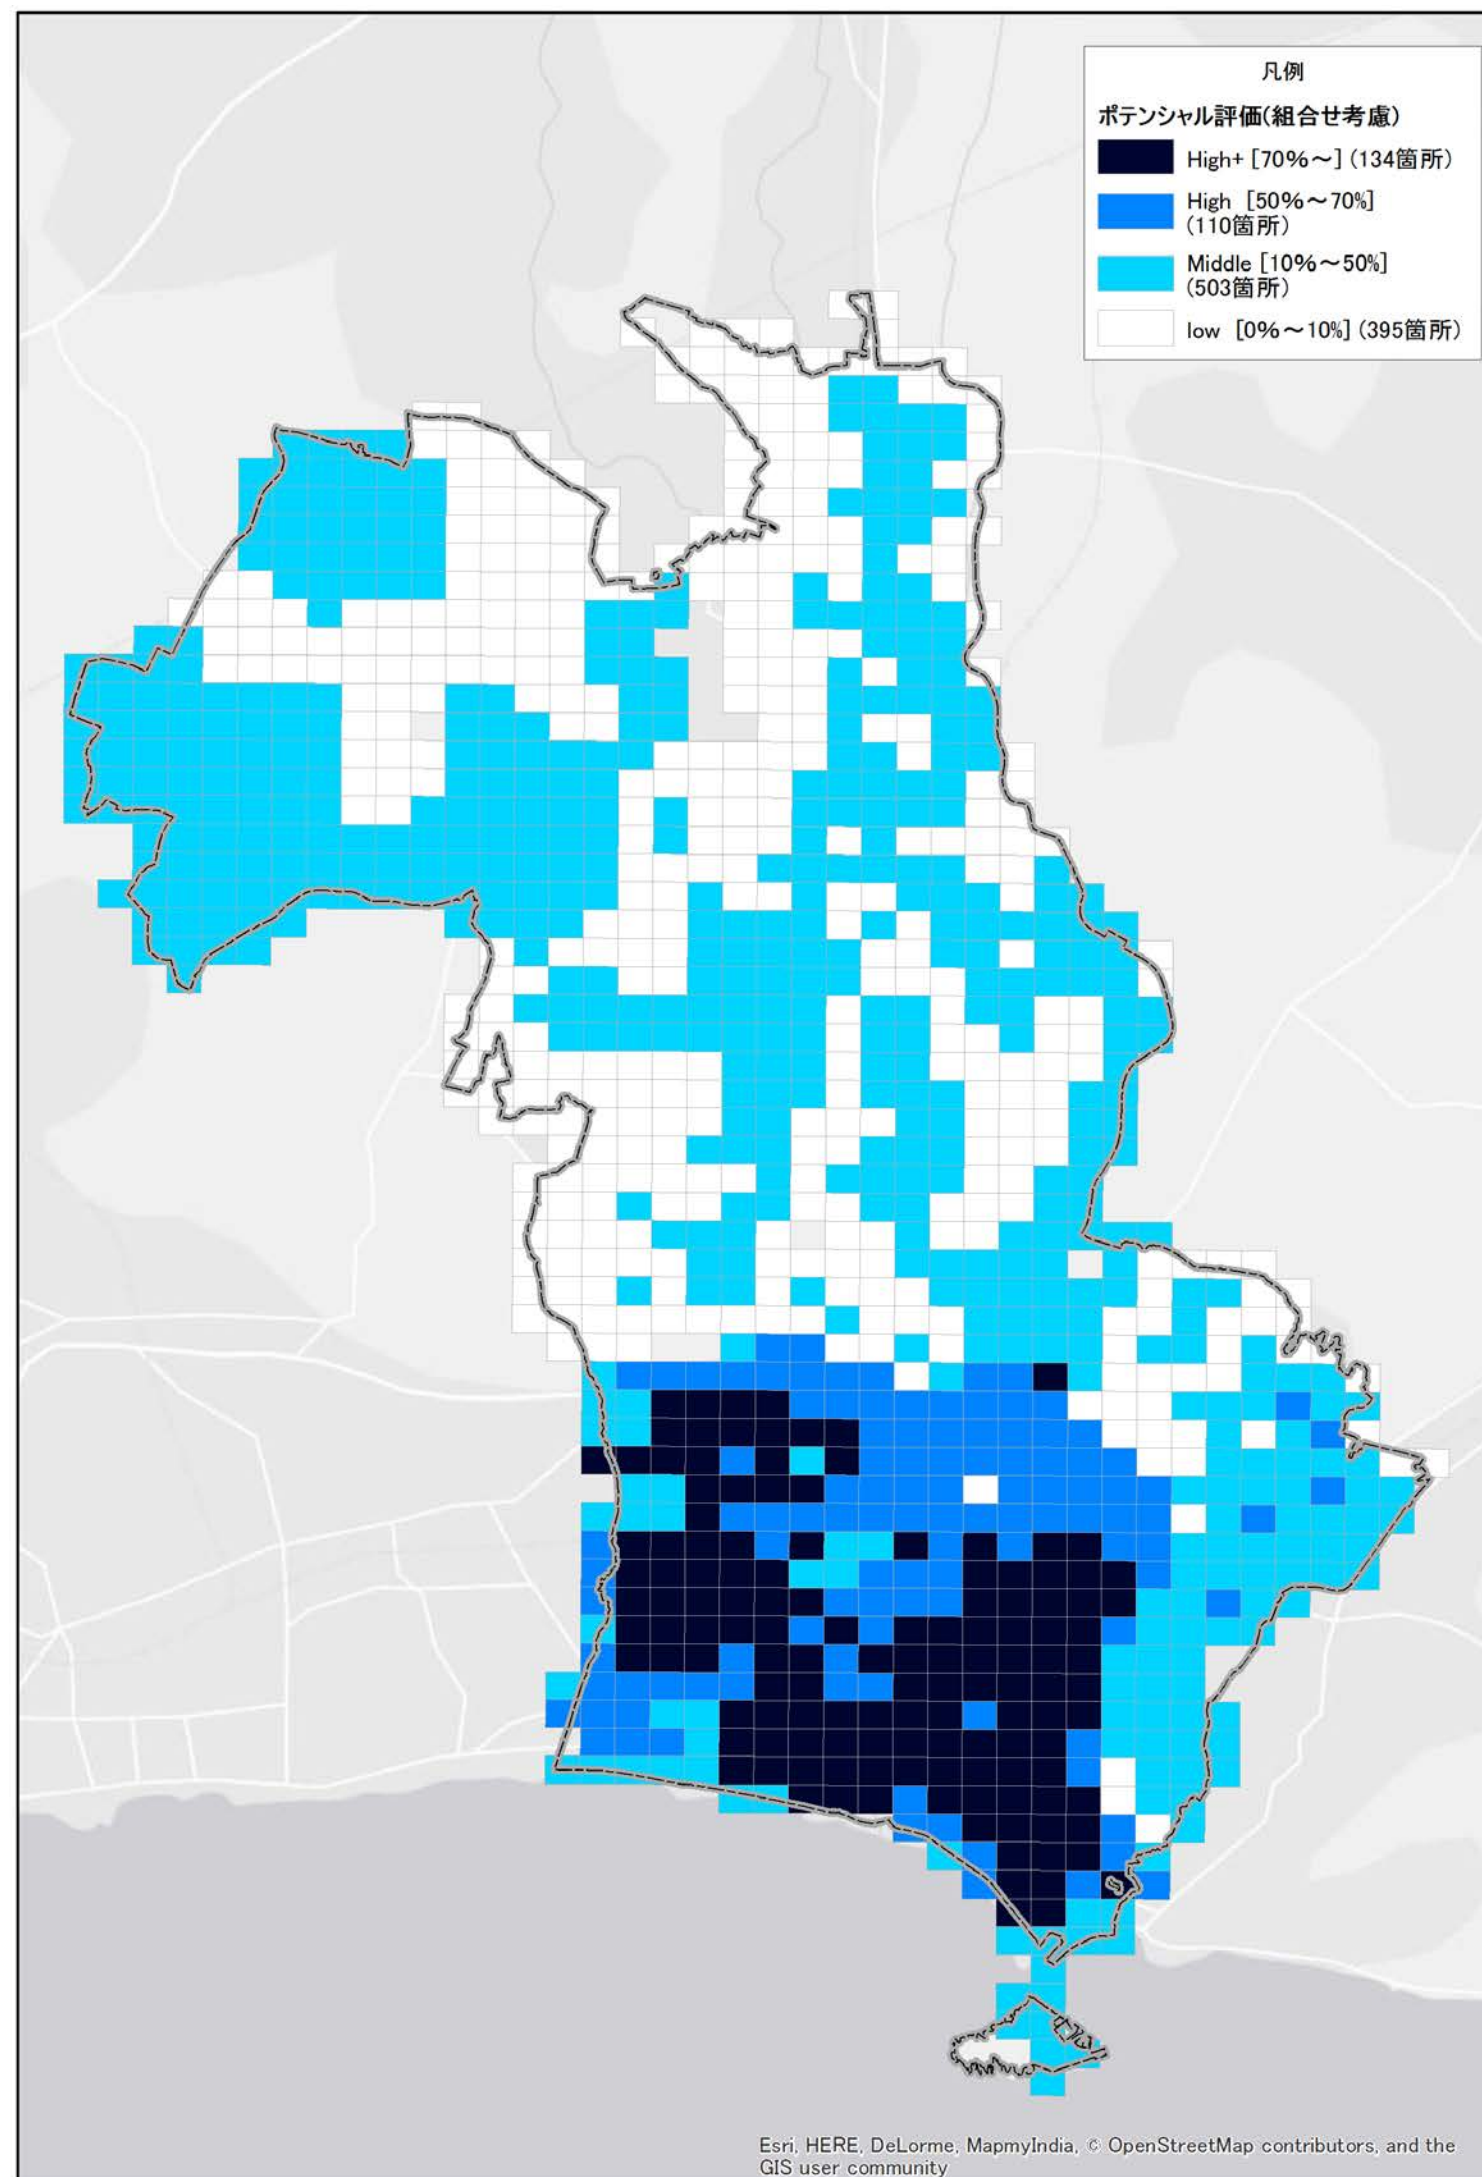 凡例
ポテンシャル評価(組合せ考慮)
High+ [70%～] (134箇所)
High [50%～70%]
(110箇所)
Middle [10%～50%]
(503箇所)
low [0%～10%] (395箇所)
Esri, HERE, DeLorme, MapmyIndia, © OpenStreetMap contributors, and the
GIS user community